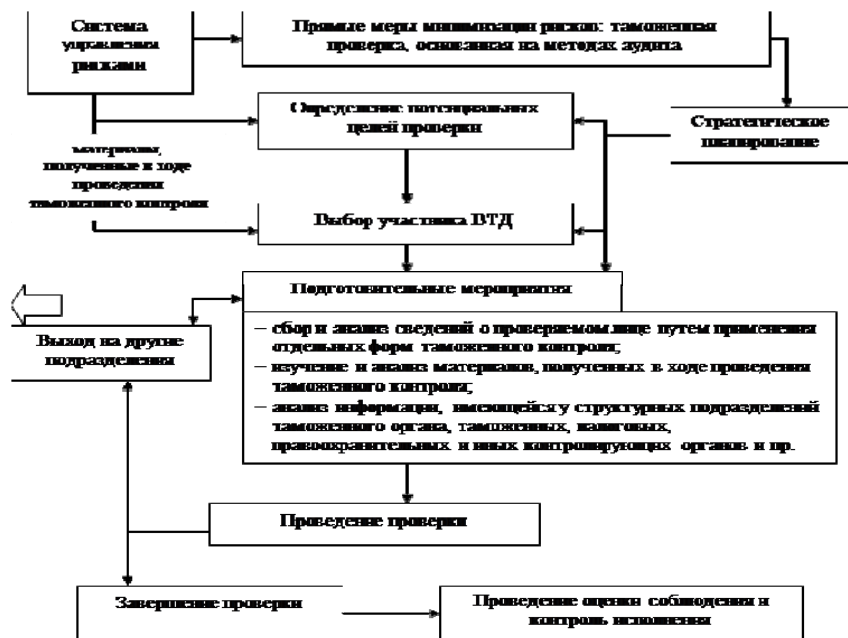 Система
управления
рисками
Прямые меры минимизации рисков: таможенная
проверка, основанная на методах аудита
Определение потенциальных
целей проверки
Стратегическое
планирование
материалы,
полученные в ходе
проведения
таможенного контроля
Выбор участника ВТД
Подготовительные мероприятия
– сбор и анализ сведений о проверяемом лице путем применения
отдельных форм таможенного контроля;
– изучение и анализ материалов, полученных в ходе проведения
таможенного контроля;
– анализ информации, имеющейся у структурных подразделений
таможенного органа, таможенных, налоговых,
правоохранительных и иных контролирующих органов и пр.
Выход на другие
подразделения
Проведение проверки
Завершение проверки
Проведение оценки соблюдения и
контроль исполнения